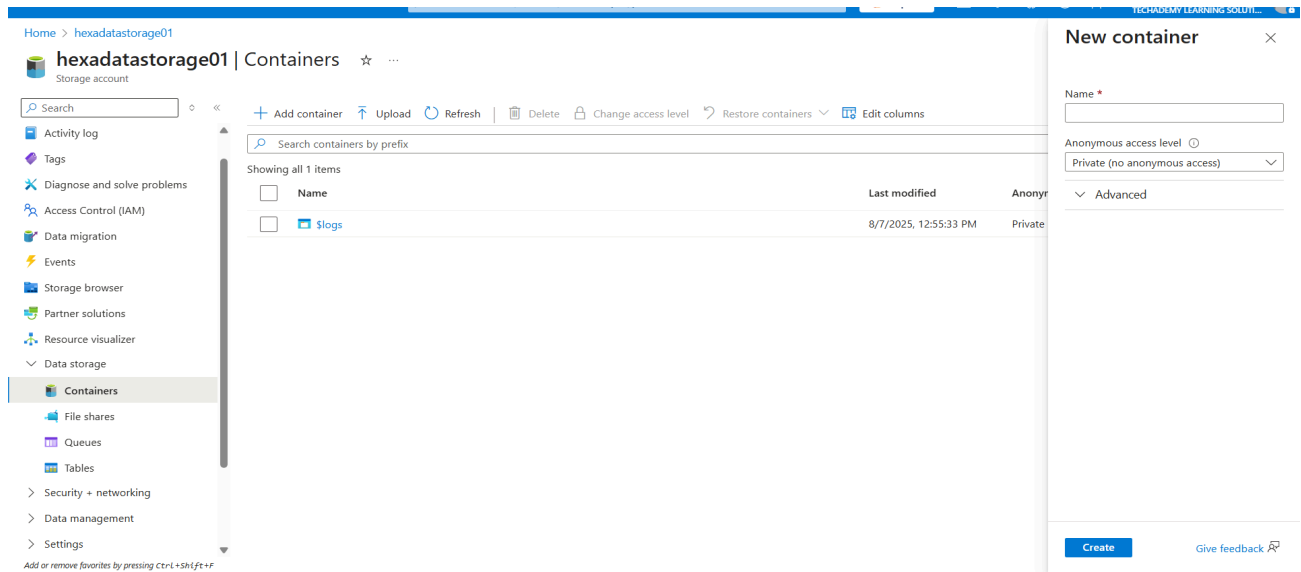 TECHADEMY LEARNING SOLUTI...
Home > hexadatastorage01
hexadatastorage01 | Containers ☆ ...
Storage account
Search
Activity log
Tags
Diagnose and solve problems
Access Control (IAM)
Data migration
Events
Storage browser
Partner solutions
Resource visualizer
Data storage
Containers
File shares
Queues
Tables
Security + networking
Data management
Settings
Add or remove favorites by pressing Ctrl+Shift+F
+ Add container Upload Refresh | Delete Change access level Restore containers Edit columns
Search containers by prefix
Showing all 1 items
Name Last modified Anonyr
$logs 8/7/2025, 12:55:33 PM Private
New container
Name *
Anonymous access level
Private (no anonymous access)
Advanced
Create Give feedback